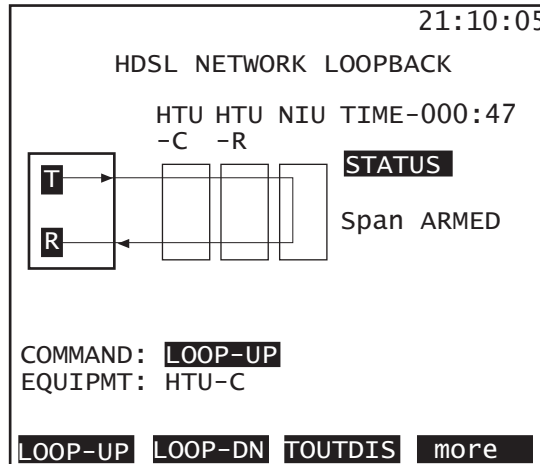 21:10:05
HDSL NETWORK LOOPBACK
HTU HTU NIU TIME-000:47
-C -R
STATUS
T
Span ARMED
R
COMMAND: LOOP-UP
EQUIPMT: HTU-C
LOOP-UP LOOP-DN TOUTDIS more